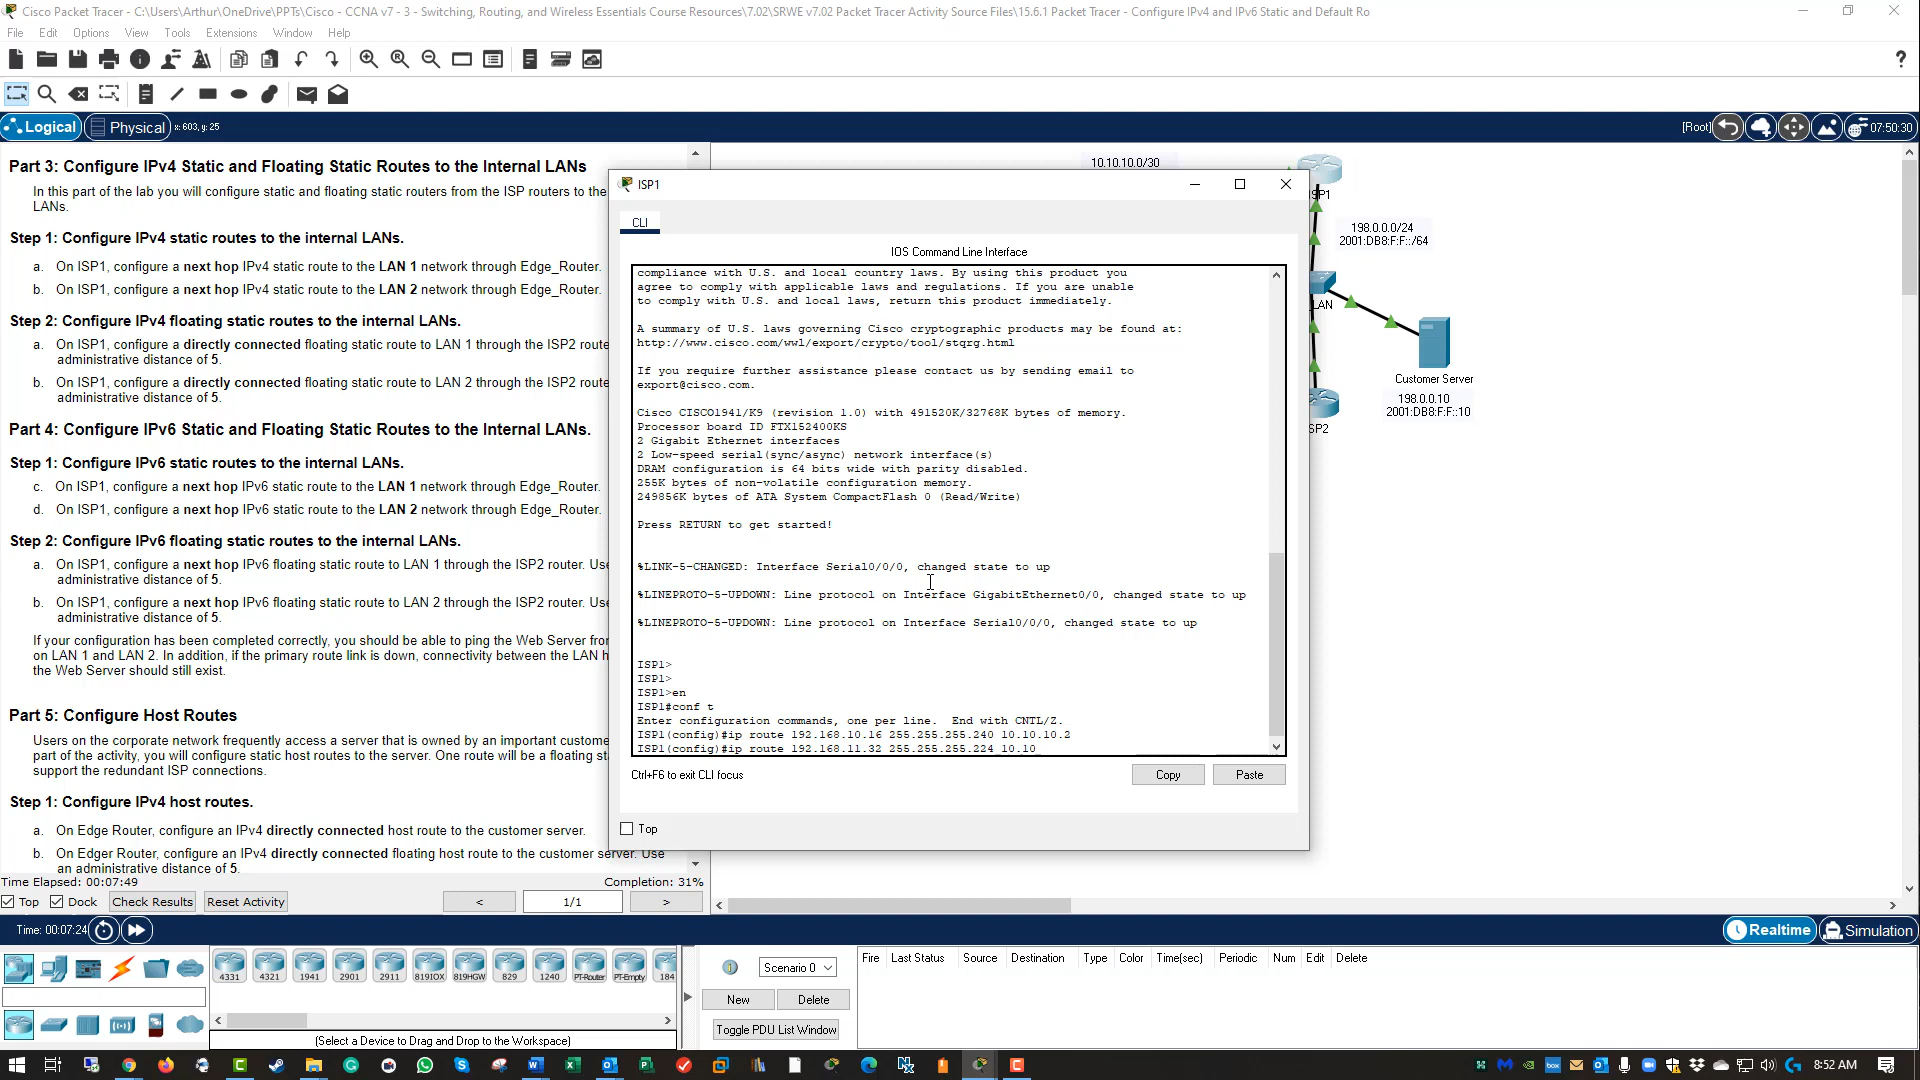 Cisco Packet Tracer - C:\Users\Arthur\OneDrive\PPTs\Cisco - CCNA v7 - 3 - Switching, Routing, and Wireless Essentials Course Resources\7.02\SRWE v7.02 Packet Tracer Activity Source Files\15.6.1 Packet Tracer - Configure IPv4 and IPv6 Static and Default Ro
File Edit Options View Tools Extensions Window Help
?
Logical Physical x: 603, y: 25
[Root] 07:50:30
Part 3: Configure IPv4 Static and Floating Static Routes to the Internal LANs
In this part of the lab you will configure static and floating static routers from the ISP routers to the
LANs.
Step 1: Configure IPv4 static routes to the internal LANs.
a. On ISP1, configure a next hop IPv4 static route to the LAN 1 network through Edge_Router.
b. On ISP1, configure a next hop IPv4 static route to the LAN 2 network through Edge_Router.
Step 2: Configure IPv4 floating static routes to the internal LANs.
a. On ISP1, configure a directly connected floating static route to LAN 1 through the ISP2 route
administrative distance of 5.
b. On ISP1, configure a directly connected floating static route to LAN 2 through the ISP2 route
administrative distance of 5.
Part 4: Configure IPv6 Static and Floating Static Routes to the Internal LANs.
Step 1: Configure IPv6 static routes to the internal LANs.
c. On ISP1, configure a next hop IPv6 static route to the LAN 1 network through Edge_Router.
d. On ISP1, configure a next hop IPv6 static route to the LAN 2 network through Edge_Router.
Step 2: Configure IPv6 floating static routes to the internal LANs.
a. On ISP1, configure a next hop IPv6 floating static route to LAN 1 through the ISP2 router. Use
administrative distance of 5.
b. On ISP1, configure a next hop IPv6 floating static route to LAN 2 through the ISP2 router. Use
administrative distance of 5.
If your configuration has been completed correctly, you should be able to ping the Web Server fro
on LAN 1 and LAN 2. In addition, if the primary route link is down, connectivity between the LAN h
the Web Server should still exist.
Part 5: Configure Host Routes
Users on the corporate network frequently access a server that is owned by an important custome
part of the activity, you will configure static host routes to the server. One route will be a floating st
support the redundant ISP connections.
Step 1: Configure IPv4 host routes.
a. On Edge Router, configure an IPv4 directly connected host route to the customer server.
b. On Edger Router, configure an IPv4 directly connected floating host route to the customer server. Use
an administrative distance of 5.
Time Elapsed: 00:07:49 Completion: 31%
Top Dock Check Results Reset Activity < 1/1 >
10.10.10.0/30
SP1
198.0.0.0/24
2001:DB8:F:F::/64
LAN
Customer Server
198.0.0.10
2001:DB8:F:F::10
SP2
ISP1
CLI
IOS Command Line Interface
compliance with U.S. and local country laws. By using this product you
agree to comply with applicable laws and regulations. If you are unable
to comply with U.S. and local laws, return this product immediately.
A summary of U.S. laws governing Cisco cryptographic products may be found at:
http://www.cisco.com/wwl/export/crypto/tool/stqrg.html
If you require further assistance please contact us by sending email to
export@cisco.com.
Cisco CISCO1941/K9 (revision 1.0) with 491520K/32768K bytes of memory.
Processor board ID FTX152400KS
2 Gigabit Ethernet interfaces
2 Low-speed serial(sync/async) network interface(s)
DRAM configuration is 64 bits wide with parity disabled.
255K bytes of non-volatile configuration memory.
249856K bytes of ATA System CompactFlash 0 (Read/Write)
Press RETURN to get started!
%LINK-5-CHANGED: Interface Serial0/0/0, changed state to up
%LINEPROTO-5-UPDOWN: Line protocol on Interface GigabitEthernet0/0, changed state to up
%LINEPROTO-5-UPDOWN: Line protocol on Interface Serial0/0/0, changed state to up
ISP1>
ISP1>
ISP1>en
ISP1#conf t
Enter configuration commands, one per line. End with CNTL/Z.
ISP1(config)#ip route 192.168.10.16 255.255.255.240 10.10.10.2
ISP1(config)#ip route 192.168.11.32 255.255.255.224 10.10
Ctrl+F6 to exit CLI focus
Copy Paste
Top
Time: 00:07:24
Realtime Simulation
4331 4321 1941 2901 2911 819IOX 819HGW 829 1240 PT-Router PT-Empty 184
(Select a Device to Drag and Drop to the Workspace)
Scenario 0
New Delete
Toggle PDU List Window
Fire Last Status Source Destination Type Color Time(sec) Periodic Num Edit Delete
8:52 AM